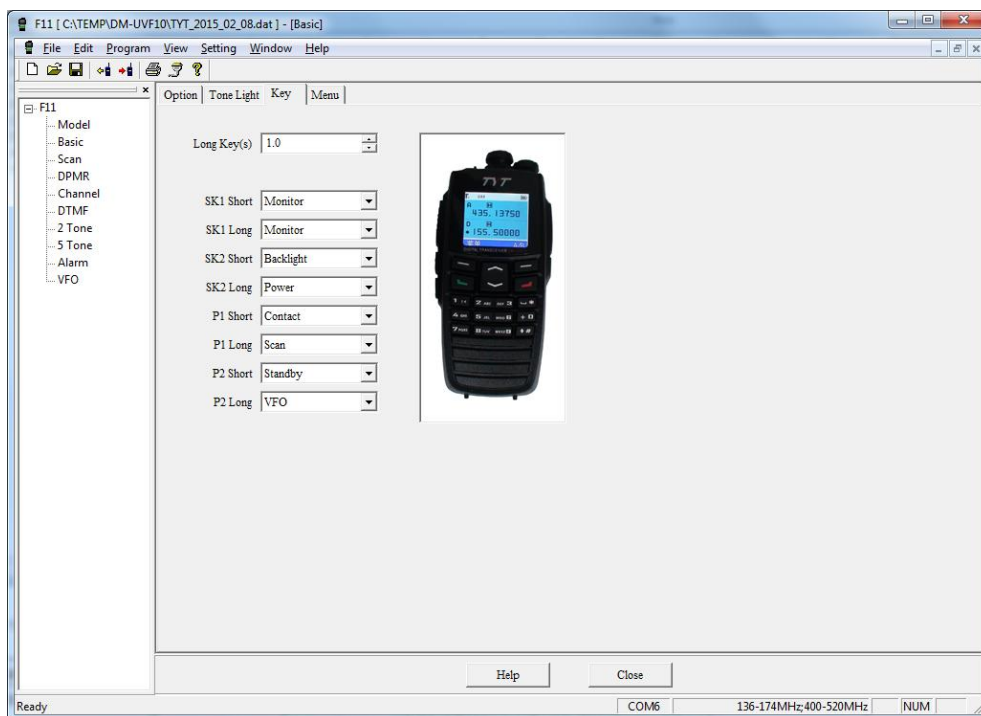 F11 [ C:\TEMP\DM-UVF10\TYT_2015_02_08.dat ] - [Basic]
File Edit Program View Setting Window Help
F11
Model
Basic
Scan
DPMR
Channel
DTMF
2 Tone
5 Tone
Alarm
VFO
Option Tone Light Key Menu
Long Key(s) 1.0
SK1 Short Monitor
SK1 Long Monitor
SK2 Short Backlight
SK2 Long Power
P1 Short Contact
P1 Long Scan
P2 Short Standby
P2 Long VFO
TYT
A H
435.13750
D H
155.50000
Help Close
Ready COM6 136-174MHz;400-520MHz NUM